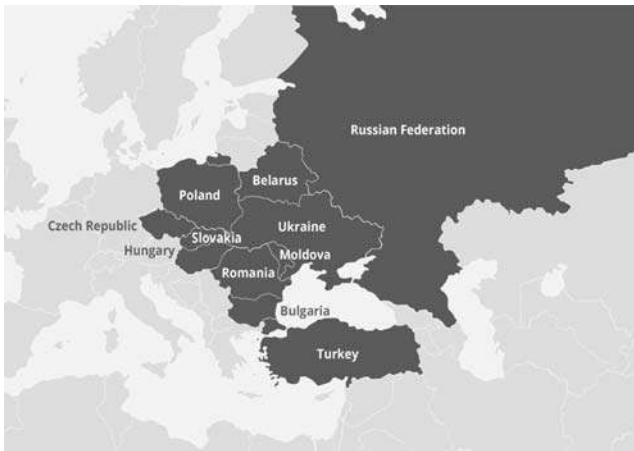 Russian Federation
Belarus
Poland
Czech Republic
Ukraine
Slovakia
Hungary
Moldova
Romania
Bulgaria
Turkey